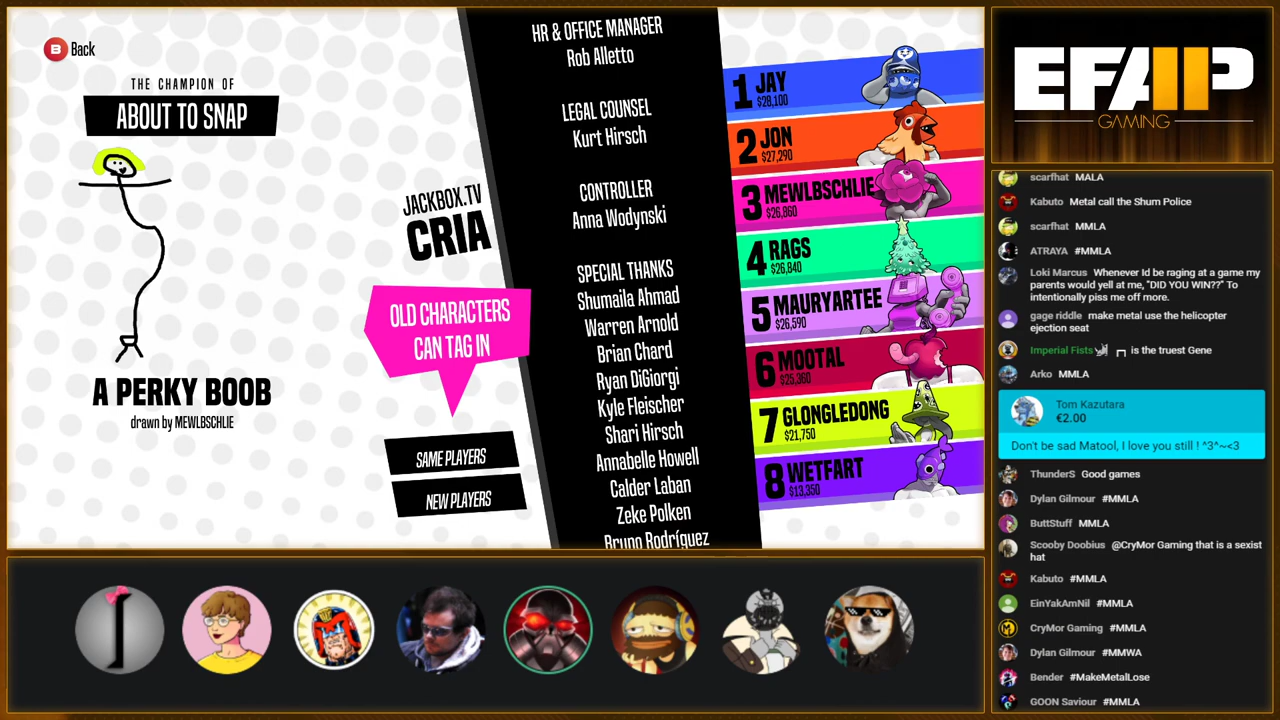 B Back
THE CHAMPION OF
ABOUT TO SNAP
A PERKY BOOB
drawn by MEWLBSCHLIE
JACKBOX.TV
CRIA
OLD CHARACTERS
CAN TAG IN
SAME PLAYERS
NEW PLAYERS
HR & OFFICE MANAGER
Rob Alletto
LEGAL COUNSEL
Kurt Hirsch
CONTROLLER
Anna Wodynski
SPECIAL THANKS
Shumaila Ahmad
Warren Arnold
Brian Chard
Ryan DiGiorgi
Kyle Fleischer
Shari Hirsch
Annabelle Howell
Calder Laban
Zeke Polken
Bruno Rodríguez
1 JAY
$28,100
2 JON
$27,290
3 MEWLBSCHLIE
$26,860
4 RAGS
$26,840
5 MAURYARTEE
$26,590
6 MOOTAL
$25,360
7 GLONGLEDONG
$21,750
8 WETFART
$13,350
EFAP
GAMING
scarfhat MALA
Kabuto Metal call the Shum Police
scarfhat MMLA
ATRAYA #MMLA
Loki Marcus Whenever Id be raging at a game my
parents would yell at me, "DID YOU WIN??" To
intentionally piss me off more.
gage riddle make metal use the helicopter
ejection seat
Imperial Fists is the truest Gene
Arko MMLA
Tom Kazutara
€2.00
Don't be sad Matool, I love you still ! ^3^~<3
ThunderS Good games
Dylan Gilmour #MMLA
ButtStuff MMLA
Scooby Doobius @CryMor Gaming that is a sexist
hat
Kabuto #MMLA
EinYakAmNil #MMLA
CryMor Gaming #MMLA
Dylan Gilmour #MMWA
Bender #MakeMetalLose
GOON Saviour #MMLA